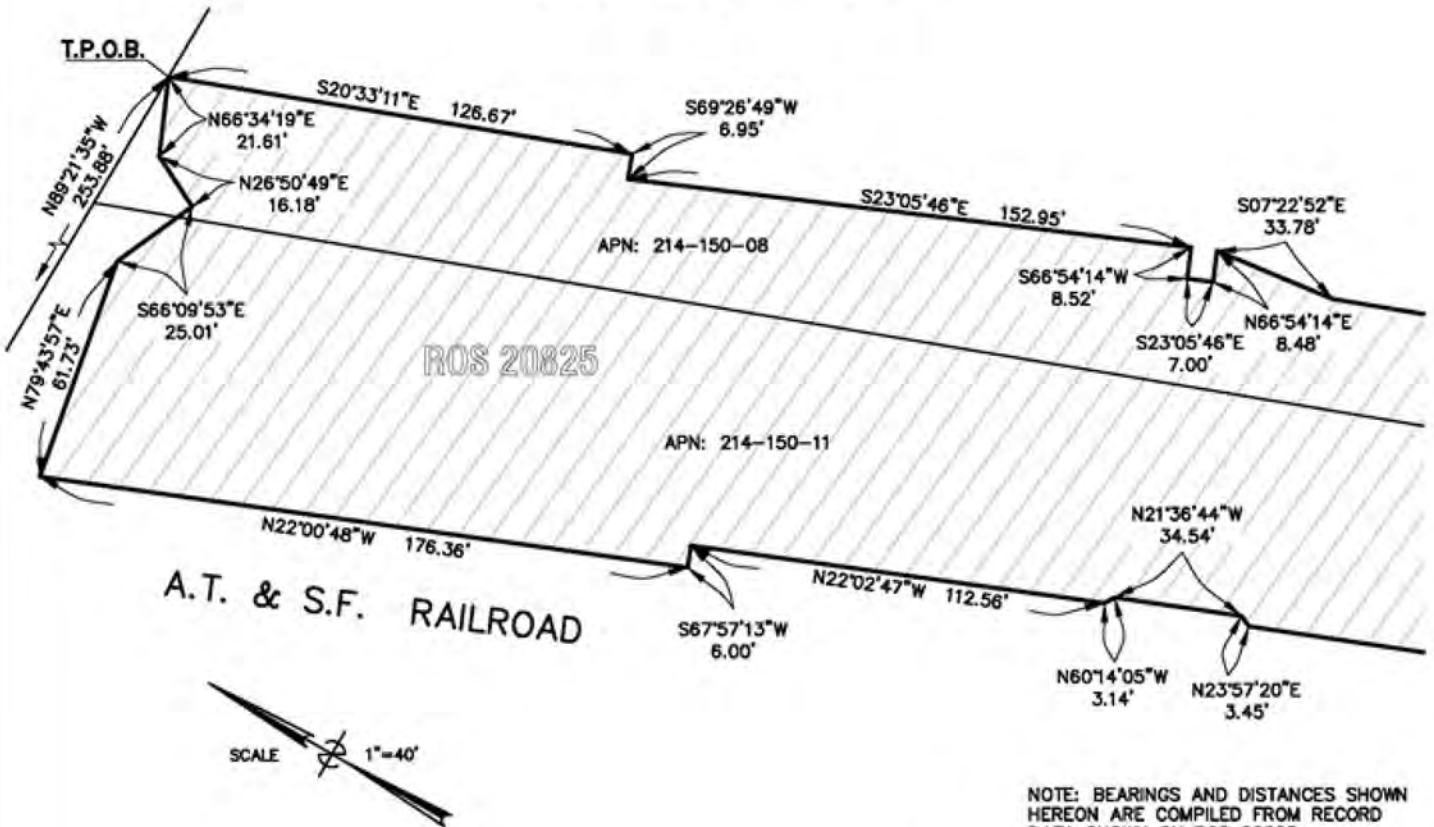 T.P.O.B.
S20°33'11"E 126.67'
S69°26'49"W
6.95'
N66°34'19"E
21.61'
N89°21'35"W
253.88'
N26°50'49"E
16.18'
S23°05'46"E 152.95'
S07°22'52"E
33.78'
APN: 214-150-08
S66°54'14"W
8.52'
S66°09'53"E
25.01'
N66°54'14"E
8.48'
S23°05'46"E
7.00'
N79°43'57"E
61.73'
ROS 20825
APN: 214-150-11
N22°00'48"W 176.36'
N21°36'44"W
34.54'
N22°02'47"W 112.56'
A.T. & S.F. RAILROAD
S67°57'13"W
6.00'
N60°14'05"W
3.14'
N23°57'20"E
3.45'
SCALE 1"=40'
NOTE: BEARINGS AND DISTANCES SHOWN
HEREON ARE COMPILED FROM RECORD